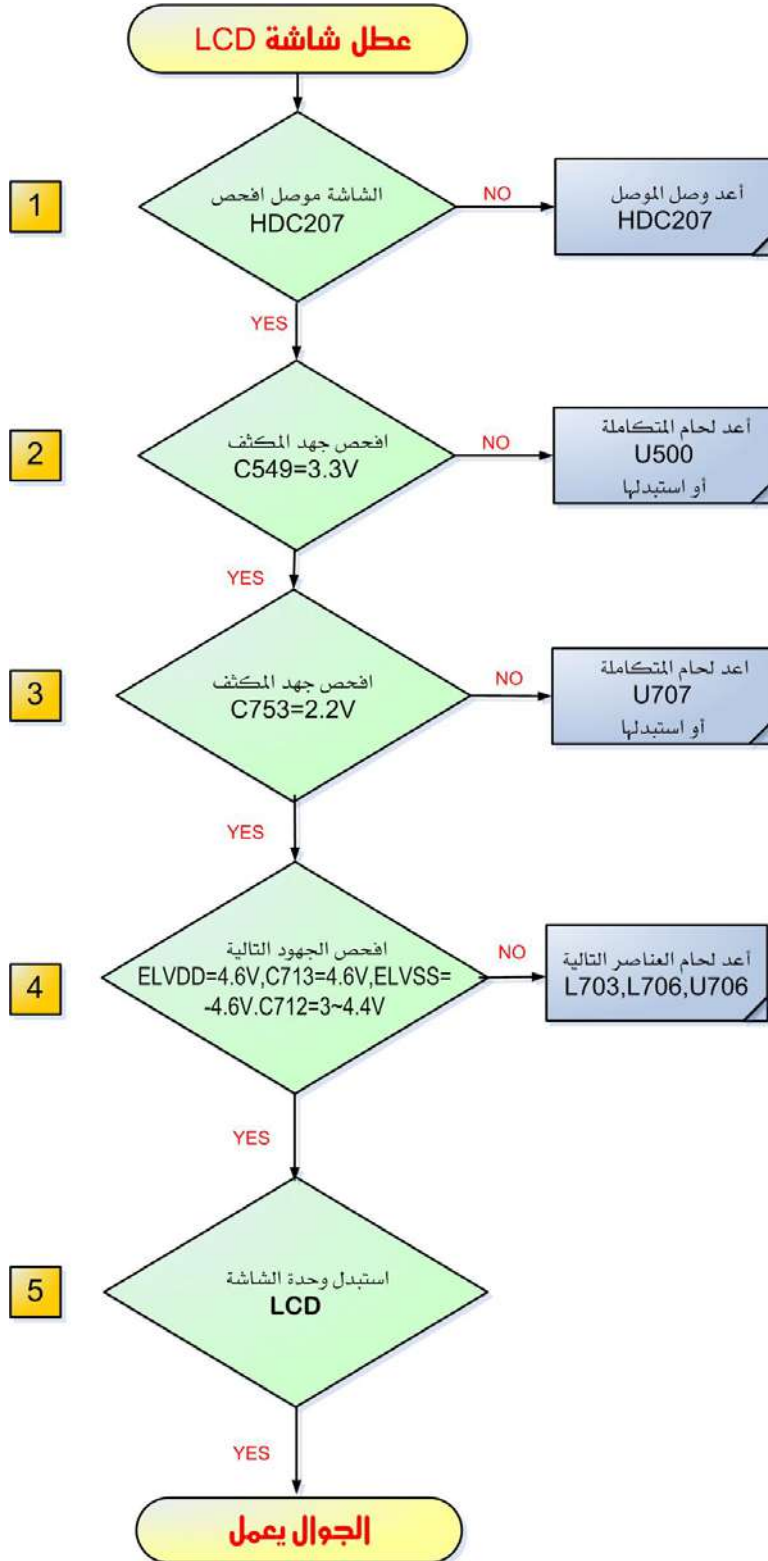 عطل شاشة LCD
1
الشاشة موصل افحص
HDC207
NO
أعد وصل الموصل
HDC207
YES
2
افحص جهد المكثف
C549=3.3V
NO
أعد لحام المتكاملة
U500
أو استبدلها
YES
3
افحص جهد المكثف
C753=2.2V
NO
اعد لحام المتكاملة
U707
أو استبدلها
YES
4
افحص الجهود التالية
ELVDD=4.6V,C713=4.6V,ELVSS=
-4.6V.C712=3~4.4V
NO
أعد لحام العناصر التالية
L703,L706,U706
YES
5
استبدل وحدة الشاشة
LCD
YES
الجوال يعمل